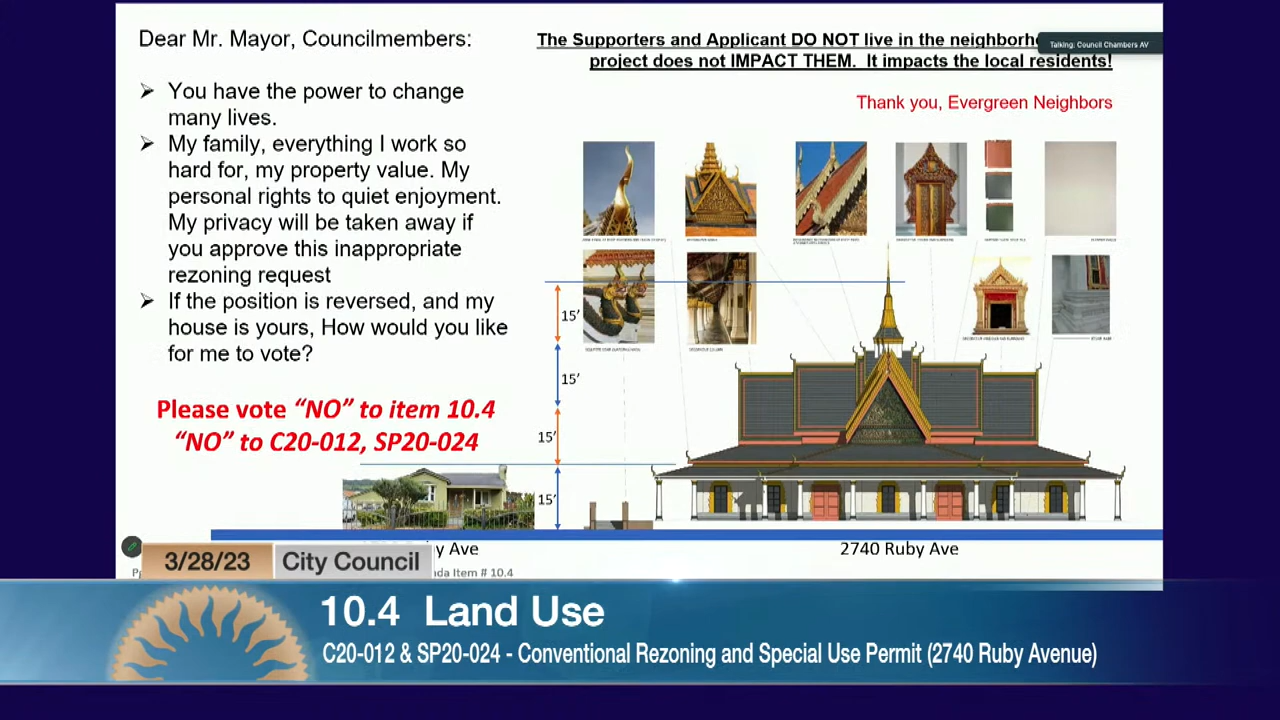 Dear Mr. Mayor, Councilmembers:
You have the power to change
many lives.
My family, everything I work so
hard for, my property value. My
personal rights to quiet enjoyment.
My privacy will be taken away if
you approve this inappropriate
rezoning request
If the position is reversed, and my
house is yours, How would you like
for me to vote?
Please vote “NO” to item 10.4
“NO” to C20-012, SP20-024
The Supporters and Applicant DO NOT live in the
project does not IMPACT THEM. It impacts the local residents!
Talking: Council Chambers AV
Thank you, Evergreen Neighbors
15'
15'
15'
15'
Ave
2740 Ruby Ave
Item # 10.4
3/28/23
City Council
10.4 Land Use
C20-012 & SP20-024 - Conventional Rezoning and Special Use Permit (2740 Ruby Avenue)